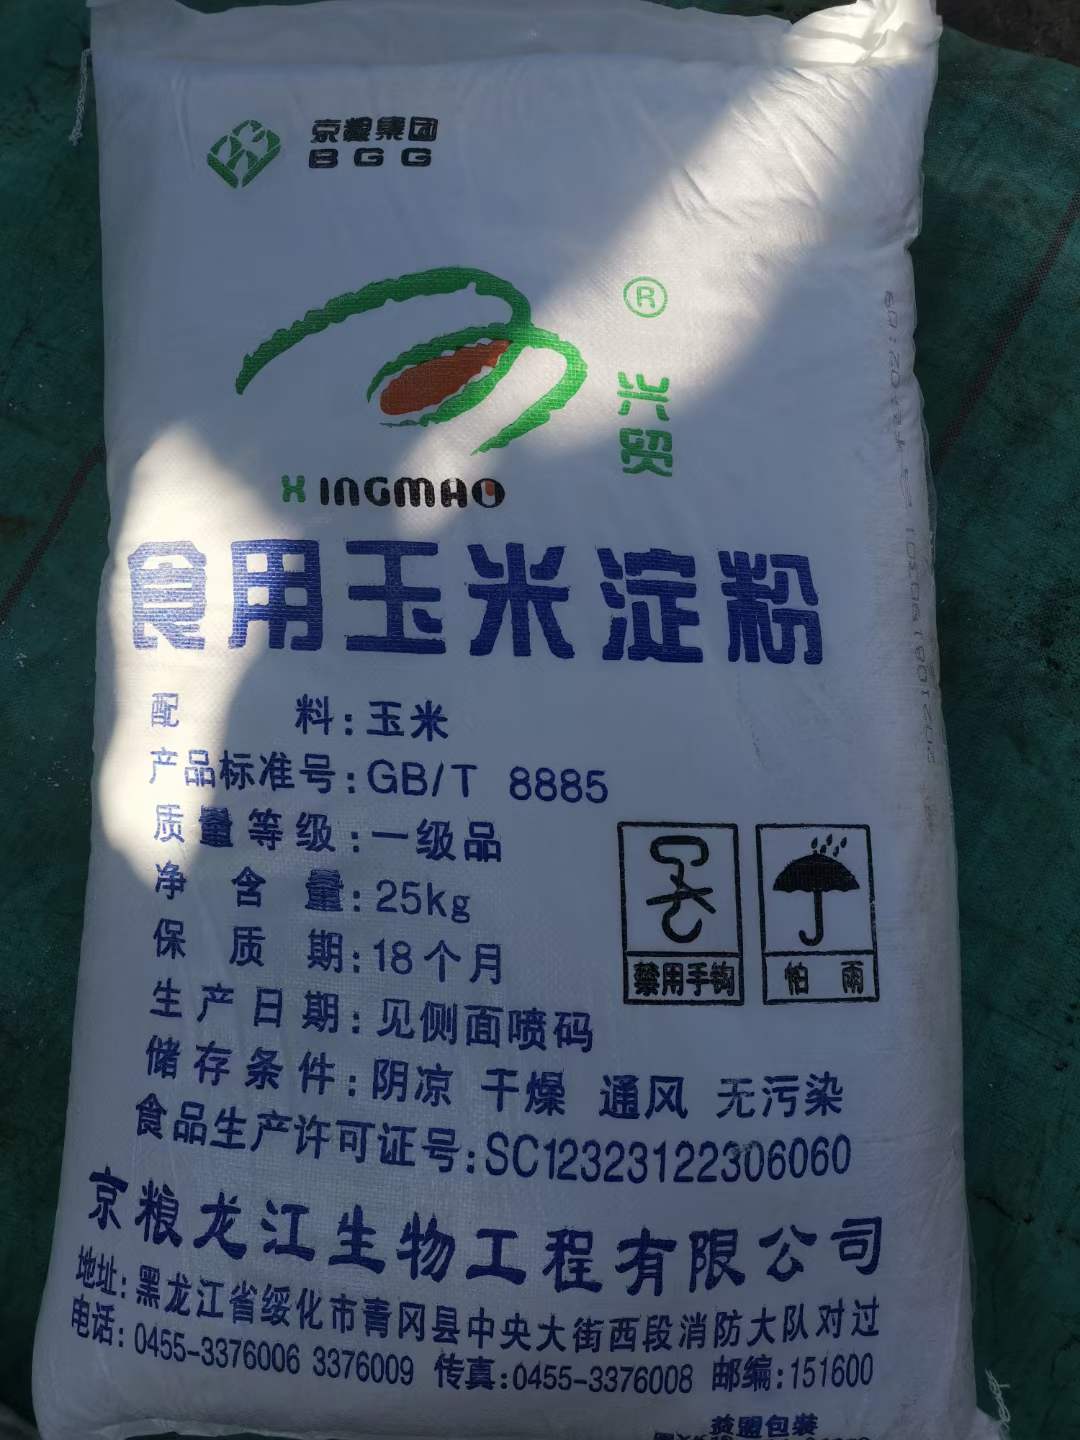 京粮集团
BGG
®
兴贸
XINGMAO
食用玉米淀粉
配料:玉米
产品标准号:GB/T 8885
质量等级:一级品
净含量:25kg
保质期:18个月
生产日期:见侧面喷码
储存条件:阴凉 干燥 通风 无污染
食品生产许可证号:SC12323122306060
禁用手钩
怕雨
京粮龙江生物工程有限公司
地址:黑龙江省绥化市青冈县中央大街西段消防大队对过
电话:0455-3376006 3376009 传真:0455-3376008 邮编:151600
益盟包装